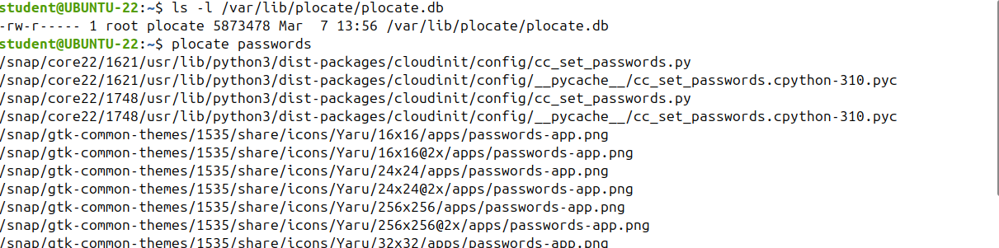 student@UBUNTU-22:~$ ls -l /var/lib/plocate/plocate.db
-rw-r----- 1 root plocate 5873478 Mar  7 13:56 /var/lib/plocate/plocate.db
student@UBUNTU-22:~$ plocate passwords
/snap/core22/1621/usr/lib/python3/dist-packages/cloudinit/config/cc_set_passwords.py
/snap/core22/1621/usr/lib/python3/dist-packages/cloudinit/config/__pycache__/cc_set_passwords.cpython-310.pyc
/snap/core22/1748/usr/lib/python3/dist-packages/cloudinit/config/cc_set_passwords.py
/snap/core22/1748/usr/lib/python3/dist-packages/cloudinit/config/__pycache__/cc_set_passwords.cpython-310.pyc
/snap/gtk-common-themes/1535/share/icons/Yaru/16x16/apps/passwords-app.png
/snap/gtk-common-themes/1535/share/icons/Yaru/16x16@2x/apps/passwords-app.png
/snap/gtk-common-themes/1535/share/icons/Yaru/24x24/apps/passwords-app.png
/snap/gtk-common-themes/1535/share/icons/Yaru/24x24@2x/apps/passwords-app.png
/snap/gtk-common-themes/1535/share/icons/Yaru/256x256/apps/passwords-app.png
/snap/gtk-common-themes/1535/share/icons/Yaru/256x256@2x/apps/passwords-app.png
/snap/gtk-common-themes/1535/share/icons/Yaru/32x32/apps/passwords-app.png